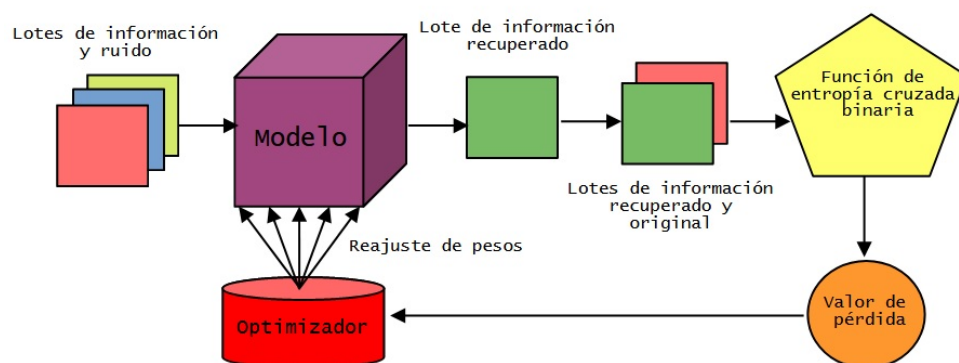 Lotes de información
y ruido
Modelo
Lote de información
recuperado
Lotes de información
recuperado y
original
Función de
entropía cruzada
binaria
Reajuste de pesos
Optimizador
Valor de
pérdida